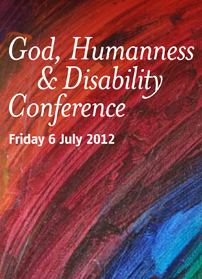 God, Humanness
& Disability
Conference
Friday 6 July 2012